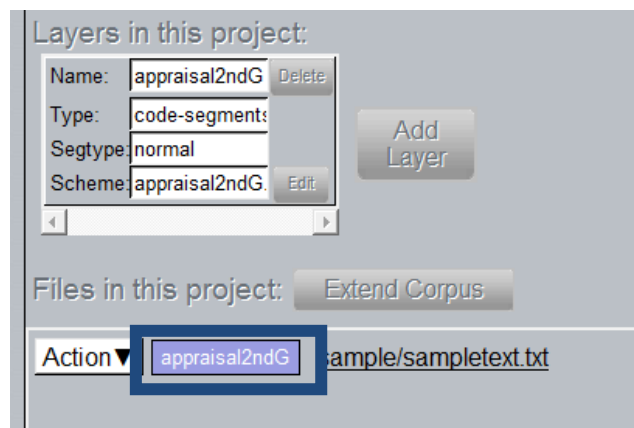 Layers in this project:
Name: appraisal2ndG Delete
Type: code-segments
Segtype: normal
Scheme: appraisal2ndG. Edit
Add
Layer
Files in this project: Extend Corpus
Action▼ appraisal2ndG sample/sampletext.txt